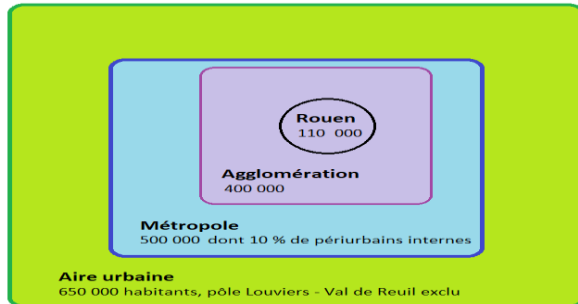 Rouen
110 000
Agglomération
400 000
Métropole
500 000 dont 10 % de périurbains internes
Aire urbaine
650 000 habitants, pôle Louviers - Val de Reuil exclu